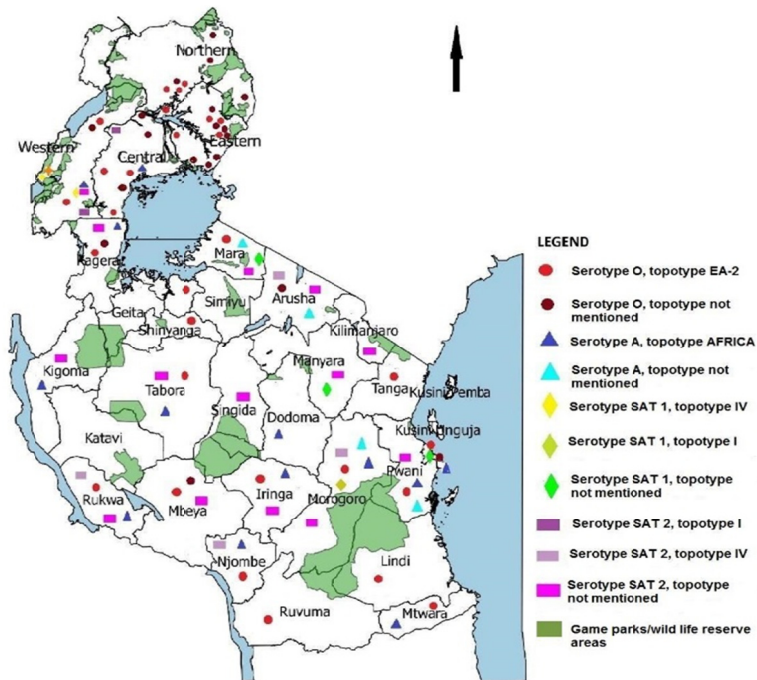 Northern
Western
Eastern
Central
Kagera
Mara
LEGEND
Serotype O, topotype EA-2
Serotype O, topotype not
mentioned
Serotype A, topotype AFRICA
Serotype A, topotype not
mentioned
Serotype SAT 1, topotype IV
Serotype SAT 1, topotype I
Serotype SAT 1, topotype
not mentioned
Serotype SAT 2, topotype I
Serotype SAT 2, topotype IV
Serotype SAT 2, topotype
not mentioned
Game parks/wild life reserve
areas
Geita
Simiyu
Arusha
Shinyanga
Kilimanjaro
Kigoma
Manyara
Tabora
Tanga
Kusini Pemba
Singida
Dodoma
Kusini Unguja
Katavi
Pwani
Rukwa
Mbeya
Iringa
Morogoro
Njombe
Lindi
Ruvuma
Mtwara